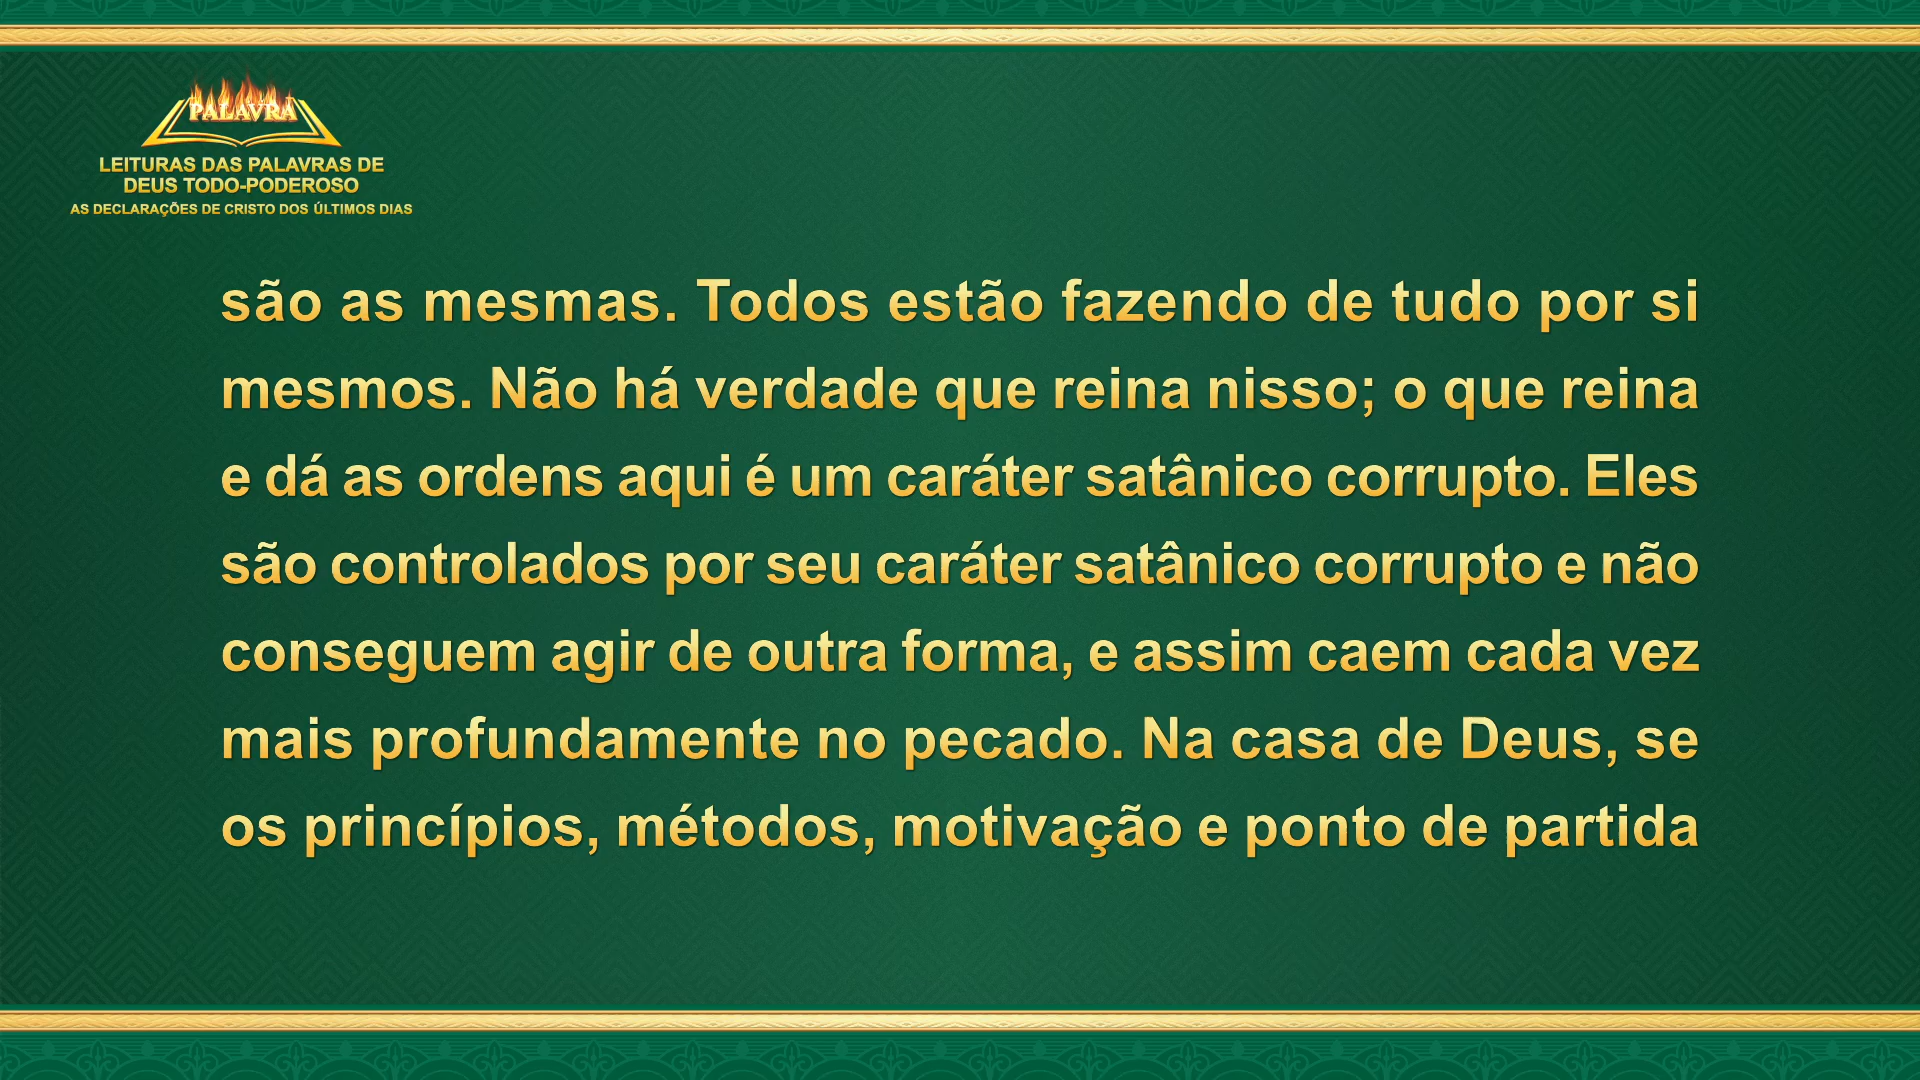 PALAVRA
LEITURAS DAS PALAVRAS DE
DEUS TODO-PODEROSO
AS DECLARAÇÕES DE CRISTO DOS ÚLTIMOS DIAS
são as mesmas. Todos estão fazendo de tudo por si
mesmos. Não há verdade que reina nisso; o que reina
e dá as ordens aqui é um caráter satânico corrupto. Eles
são controlados por seu caráter satânico corrupto e não
conseguem agir de outra forma, e assim caem cada vez
mais profundamente no pecado. Na casa de Deus, se
os princípios, métodos, motivação e ponto de partida